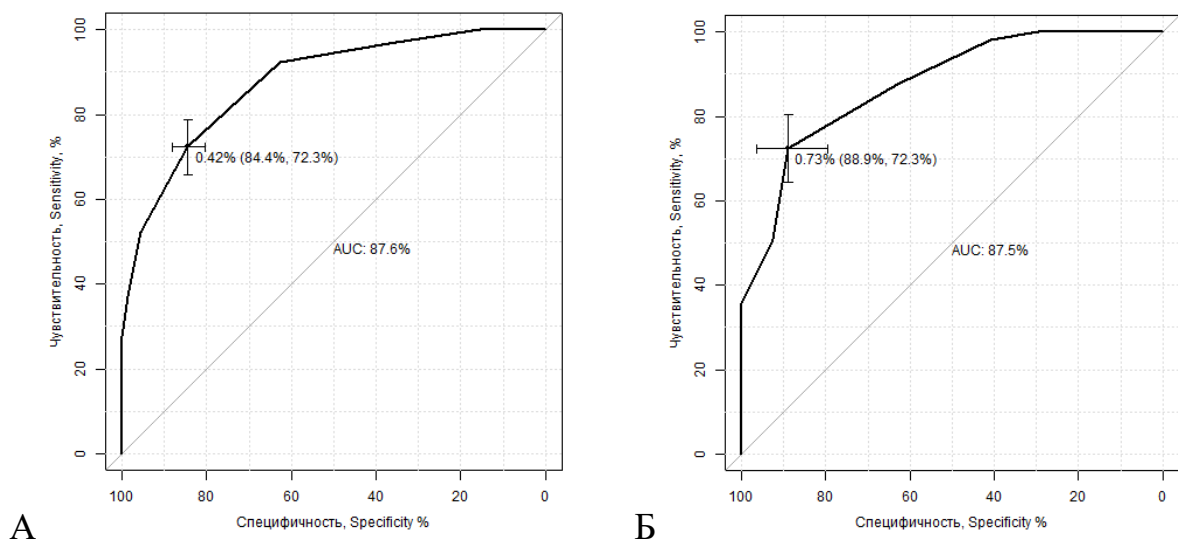 Чувствительность, Sensitivity, %
0 20 40 60 80 100
0.42% (84.4%, 72.3%)
AUC: 87.6%
100 80 60 40 20 0
Специфичность, Specificity %
А
Чувствительность, Sensitivity, %
0 20 40 60 80 100
0.73% (88.9%, 72.3%)
AUC: 87.5%
100 80 60 40 20 0
Специфичность, Specificity %
Б